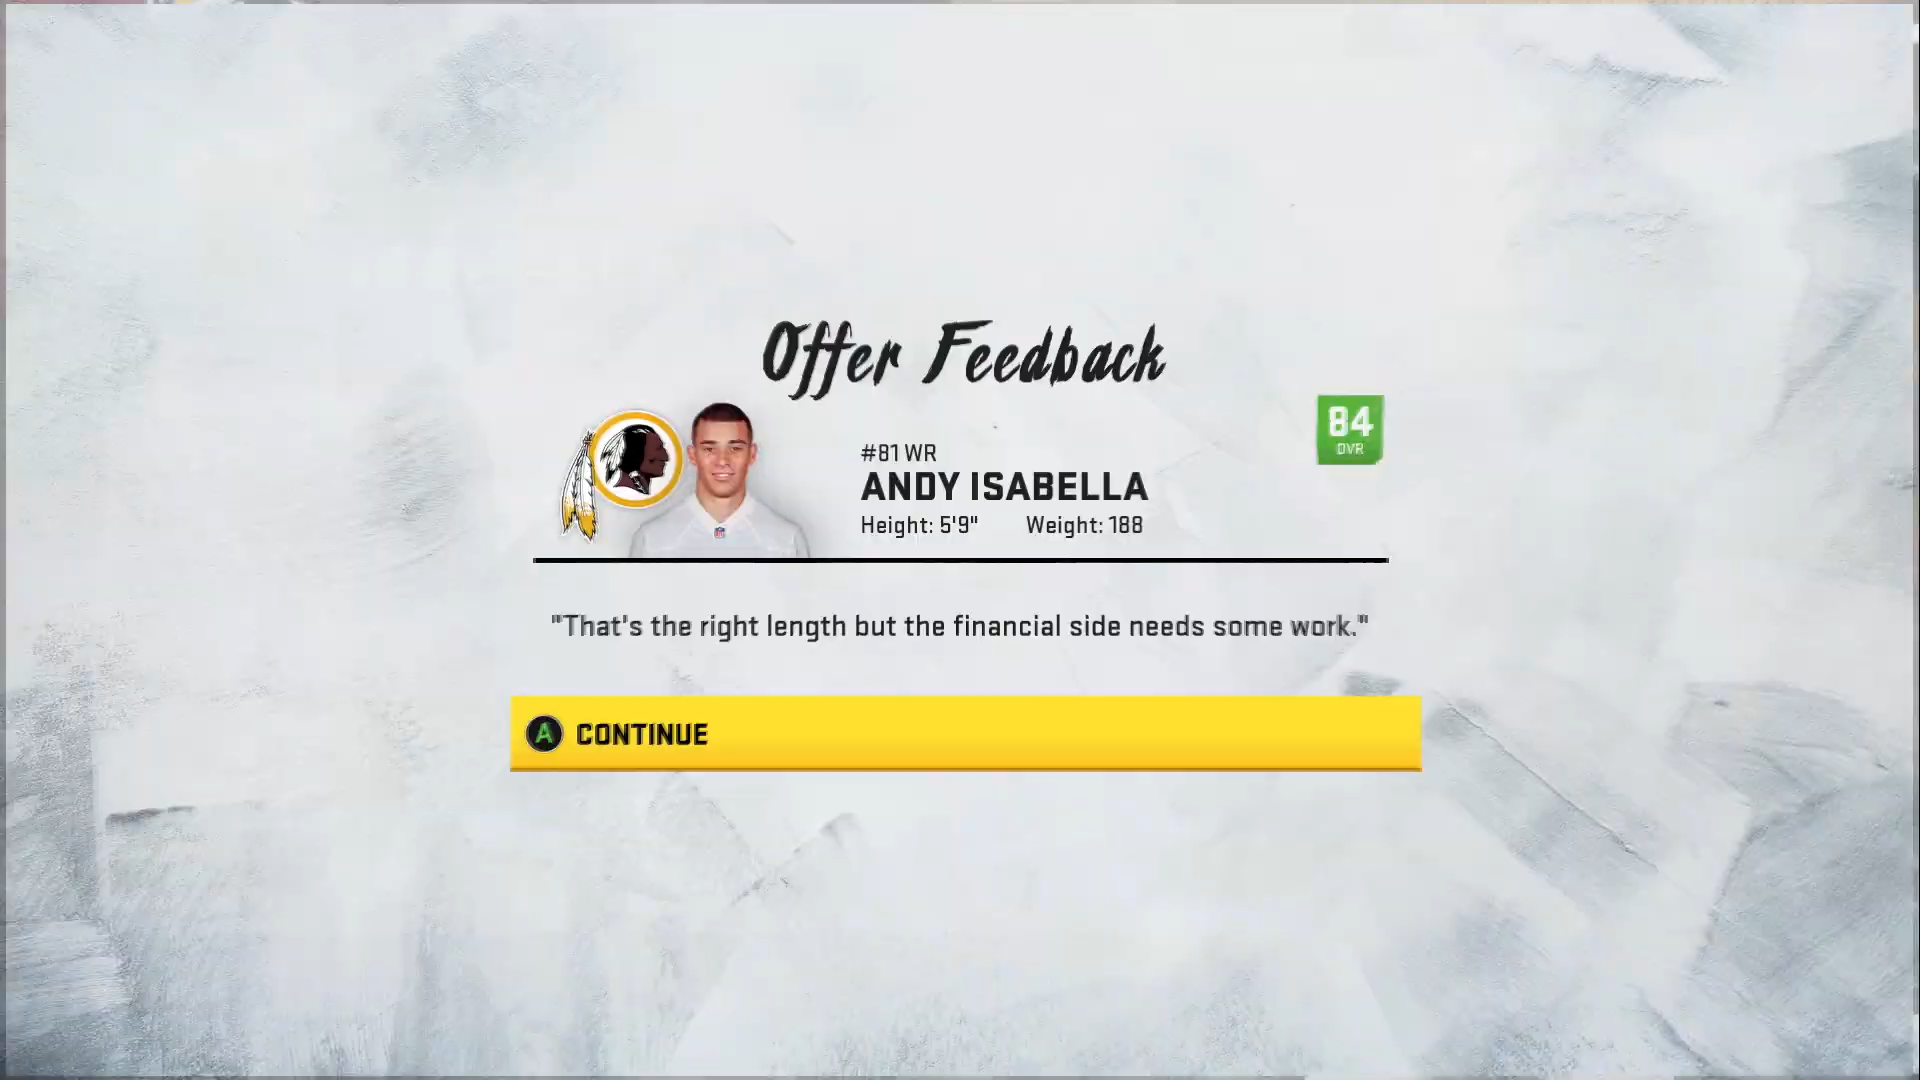 Offer Feedback
84
OVR
#81 WR
ANDY ISABELLA
Height: 5'9" Weight: 188
"That's the right length but the financial side needs some work."
A CONTINUE